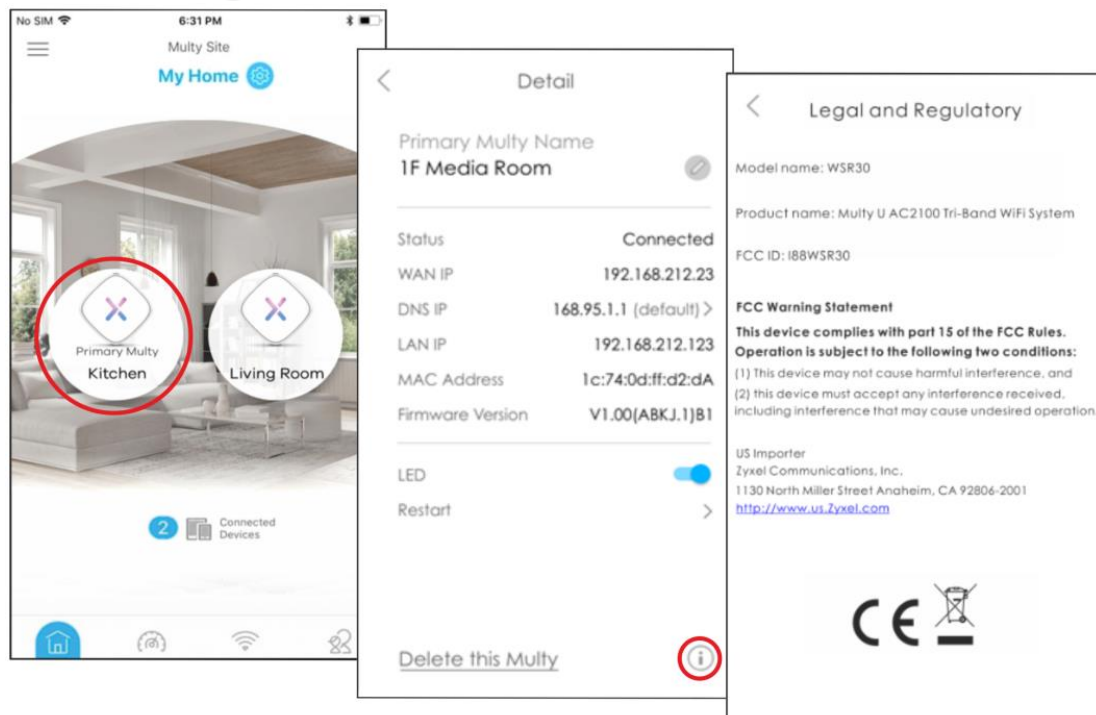 No SIM
6:31 PM
Multy Site
My Home
Primary Multy
Kitchen
Living Room
2
Connected
Devices
Detail
Primary Multy Name
1F Media Room
Status Connected
WAN IP 192.168.212.23
DNS IP 168.95.1.1 (default) >
LAN IP 192.168.212.123
MAC Address 1c:74:0d:ff:d2:dA
Firmware Version V1.00(ABKJ.1)B1
LED
Restart >
Delete this Multy
i
Legal and Regulatory
Model name: WSR30
Product name: Multy U AC2100 Tri-Band WiFi System
FCC ID: I88WSR30
FCC Warning Statement
This device complies with part 15 of the FCC Rules.
Operation is subject to the following two conditions:
(1) This device may not cause harmful interference, and
(2) this device must accept any interference received,
including interference that may cause undesired operation.
US Importer
Zyxel Communications, Inc.
1130 North Miller Street Anaheim, CA 92806-2001
http://www.us.Zyxel.com
CE